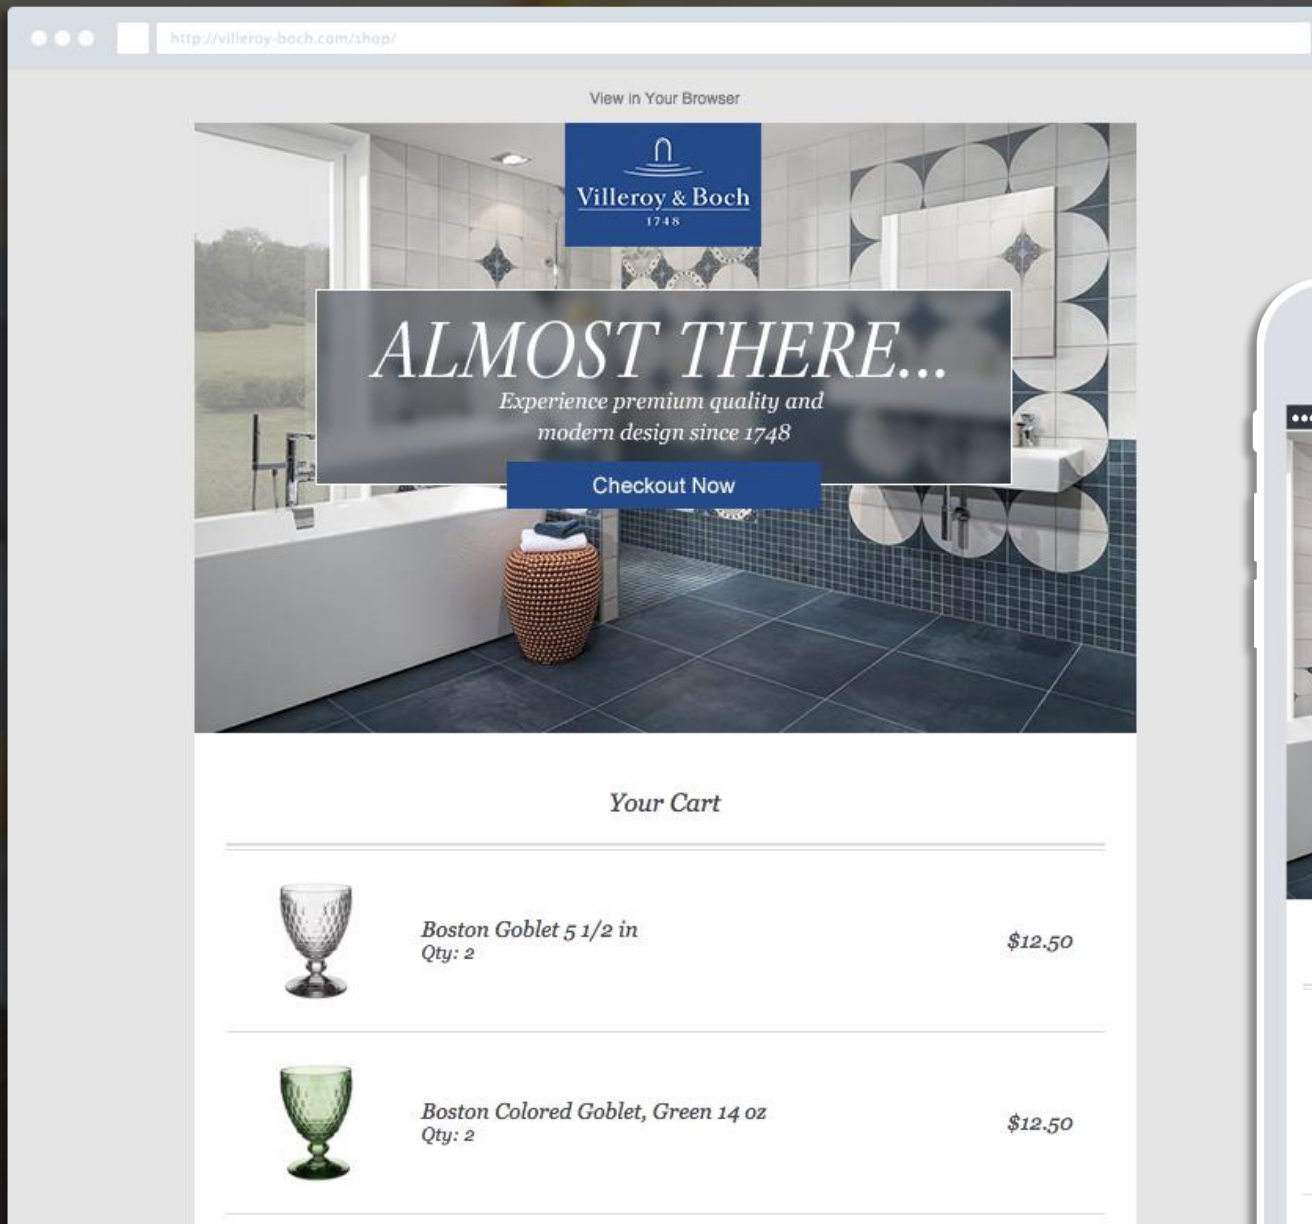 http://villeroy-boch.com/shop/
View in Your Browser
Villeroy & Boch
1748
ALMOST THERE...
Experience premium quality and
modern design since 1748
Checkout Now
Your Cart
Boston Goblet 5 1/2 in
Qty: 2
$12.50
Boston Colored Goblet, Green 14 oz
Qty: 2
$12.50